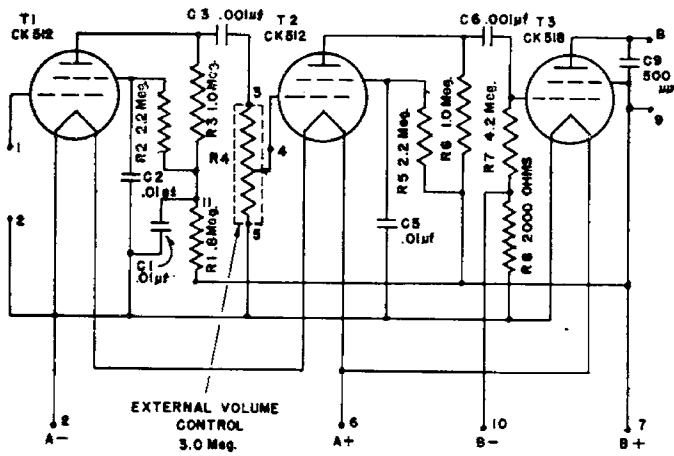 T1
CK512
C3 .001μf
T2
CK512
C6 .001μf
T3
CK518
8
C9
500
μμf
9
R2 2.2 Meg.
R3 1.0 Meg.
3
R4
4
5
R5 2.2 Meg.
R6 1.0 Meg.
R7 4.2 Meg.
R8 2000 OHMS
1
2
C2
.01μf
11
C1
.01μf
R1 1.8 Meg.
C5
.01μf
EXTERNAL VOLUME
CONTROL
3.0 Meg.
2
A-
6
A+
10
B-
7
B+